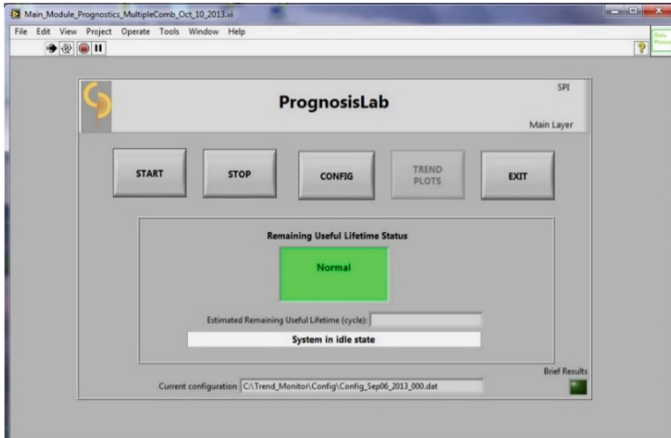 Main_Module_Prognostics_MultipleComb_Oct_10_2013.vi
File Edit View Project Operate Tools Window Help
?
SPI
PrognosisLab
Main Layer
START STOP CONFIG TREND PLOTS EXIT
Remaining Useful Lifetime Status
Normal
Estimated Remaining Useful Lifetime (cycle):
System in idle state
Brief Results
Current configuration C:\Trend_Monitor\Config\Config_Sep06_2013_000.dat